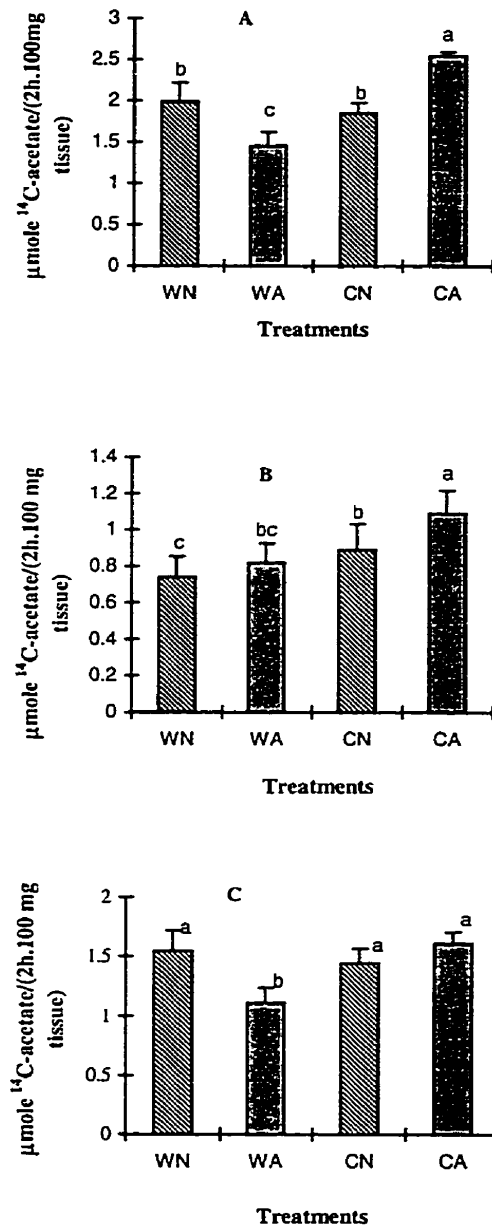 A
μmole ¹⁴C-acetate/(2h.100mg
tissue)
3
2.5
2
1.5
1
0.5
0
b
c
b
a
WN WA CN CA
Treatments
B
μmole ¹⁴C-acetate/(2h.100 mg
tissue)
1.4
1.2
1
0.8
0.6
0.4
0.2
0
c
bc
b
a
WN WA CN CA
Treatments
C
μmole ¹⁴C-acetate/(2h.100 mg
tissue)
2
1.5
1
0.5
0
a
b
a
a
WN WA CN CA
Treatments